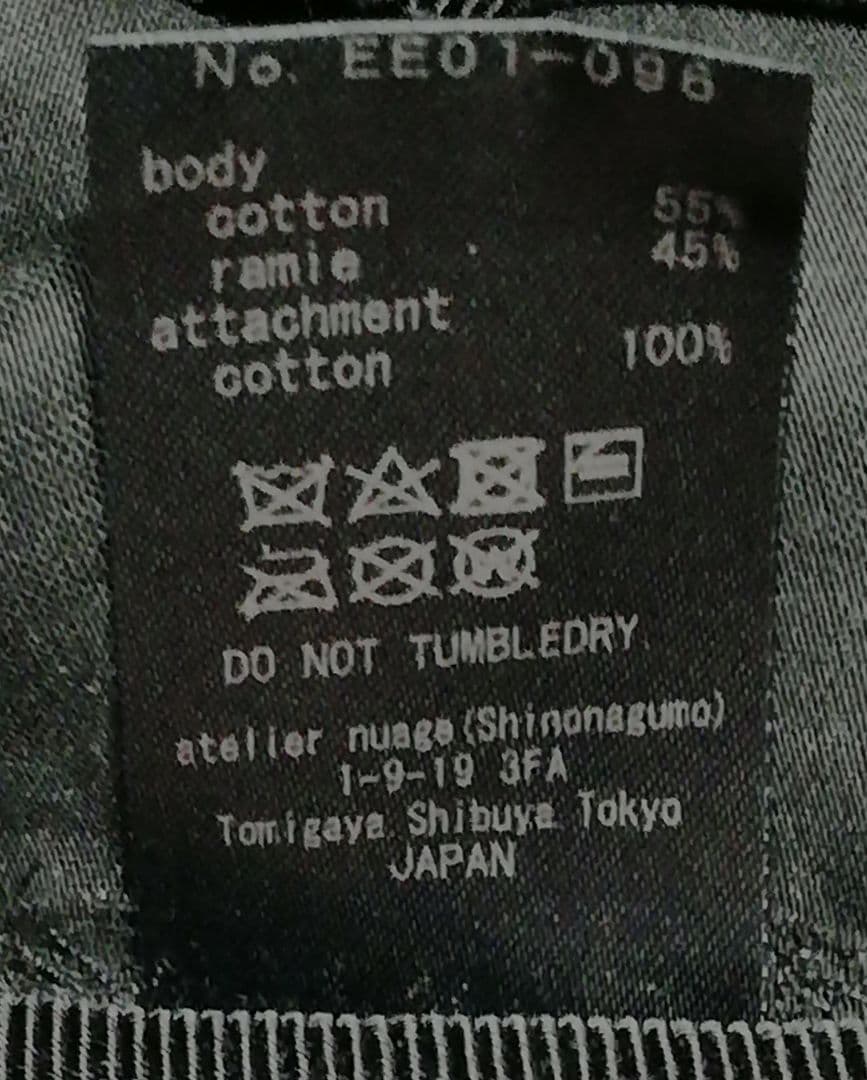 No. EE01-096
body
cotton 55%
ramie 45%
attachment
cotton 100%
W
DO NOT TUMBLEDRY.
atelier nuage (Shinonagumo)
1-9-19 3FA
Tomigaya. Shibuya. Tokyo
JAPAN